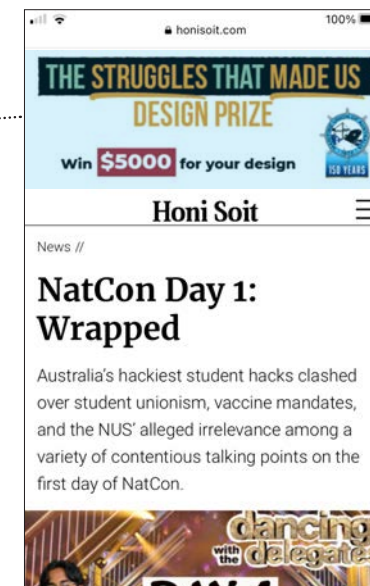 honisoit.com
100%
THE STRUGGLES THAT MADE US
DESIGN PRIZE
Win $5000 for your design
150 YEARS
Honi Soit
News //
NatCon Day 1:
Wrapped
Australia's hackiest student hacks clashed
over student unionism, vaccine mandates,
and the NUS' alleged irrelevance among a
variety of contentious talking points on the
first day of NatCon.
dancing
with the delegate